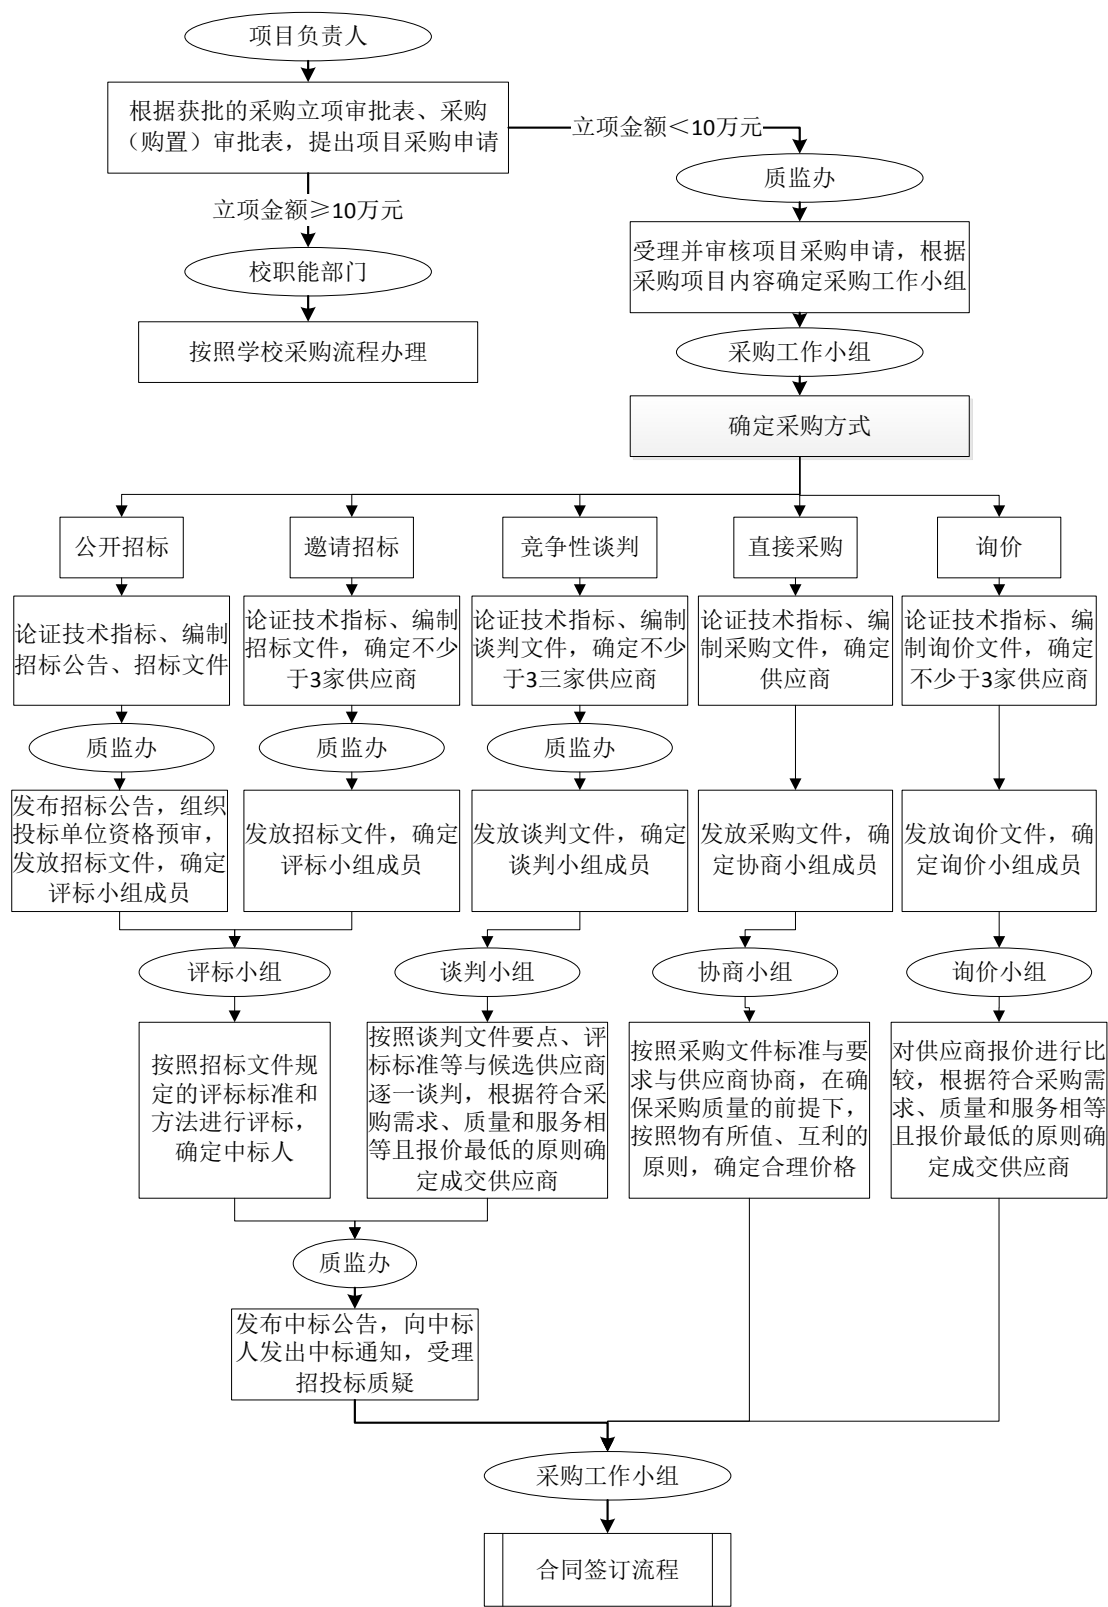 项目负责人
根据获批的采购立项审批表、采购
（购置）审批表，提出项目采购申请
立项金额＜10万元
质监办
立项金额≥10万元
受理并审核项目采购申请，根据
采购项目内容确定采购工作小组
校职能部门
按照学校采购流程办理
采购工作小组
确定采购方式
公开招标
邀请招标
竞争性谈判
直接采购
询价
论证技术指标、编制
招标公告、招标文件
论证技术指标、编制
招标文件，确定不少
于3家供应商
论证技术指标、编制
谈判文件，确定不少
于3三家供应商
论证技术指标、编
制采购文件，确定
供应商
论证技术指标、编
制询价文件，确定
不少于3家供应商
质监办
质监办
质监办
发布招标公告，组织
投标单位资格预审，
发放招标文件，确定
评标小组成员
发放招标文件，确定
评标小组成员
发放谈判文件，确定
谈判小组成员
发放采购文件，确
定协商小组成员
发放询价文件，确
定询价小组成员
评标小组
谈判小组
协商小组
询价小组
按照招标文件规
定的评标标准和
方法进行评标，
确定中标人
按照谈判文件要点、评
标标准等与候选供应商
逐一谈判，根据符合采
购需求、质量和服务相
等且报价最低的原则确
定成交供应商
按照采购文件标准与要
求与供应商协商，在确
保采购质量的前提下，
按照物有所值、互利的
原则，确定合理价格
对供应商报价进行比
较，根据符合采购需
求、质量和服务相等
且报价最低的原则确
定成交供应商
质监办
发布中标公告，向中标
人发出中标通知，受理
招投标质疑
采购工作小组
合同签订流程